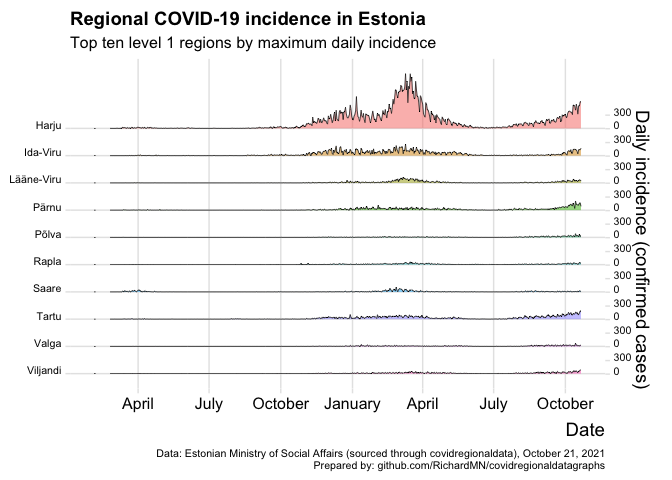 Regional COVID-19 incidence in Estonia
Top ten level 1 regions by maximum daily incidence
Harju
300
0
Ida-Viru
300
0
Lääne-Viru
300
0
Pärnu
300
0
Põlva
300
0
Rapla
300
0
Saare
300
0
Tartu
300
0
Valga
300
0
Viljandi
300
0
Daily incidence (confirmed cases)
April July October January April July October
Date
Data: Estonian Ministry of Social Affairs (sourced through covidregionaldata), October 21, 2021
Prepared by: github.com/RichardMN/covidregionaldatagraphs